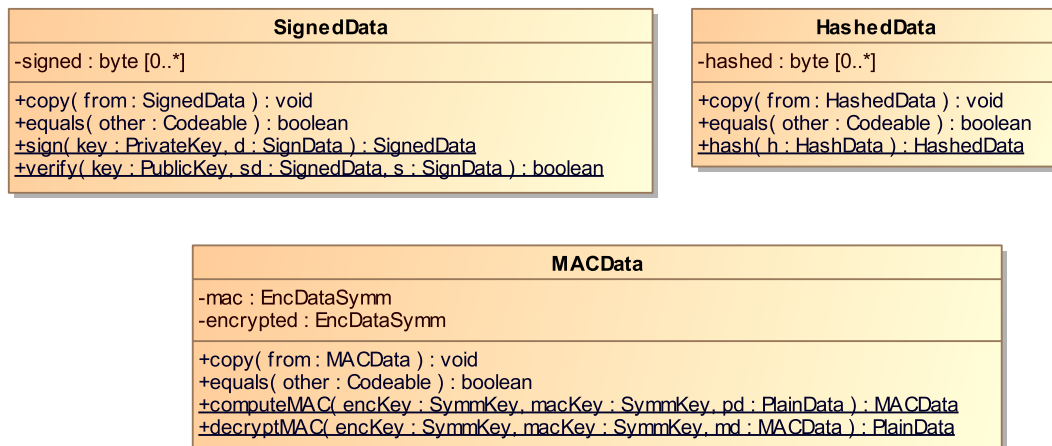 SignedData
-signed : byte [0..*]
+copy( from : SignedData ) : void
+equals( other : Codeable ) : boolean
+sign( key : PrivateKey, d : SignData ) : SignedData
+verify( key : PublicKey, sd : SignedData, s : SignData ) : boolean
HashedData
-hashed : byte [0..*]
+copy( from : HashedData ) : void
+equals( other : Codeable ) : boolean
+hash( h : HashData ) : HashedData
MACData
-mac : EncDataSymm
-encrypted : EncDataSymm
+copy( from : MACData ) : void
+equals( other : Codeable ) : boolean
+computeMAC( encKey : SymmKey, macKey : SymmKey, pd : PlainData ) : MACData
+decryptMAC( encKey : SymmKey, macKey : SymmKey, md : MACData ) : PlainData